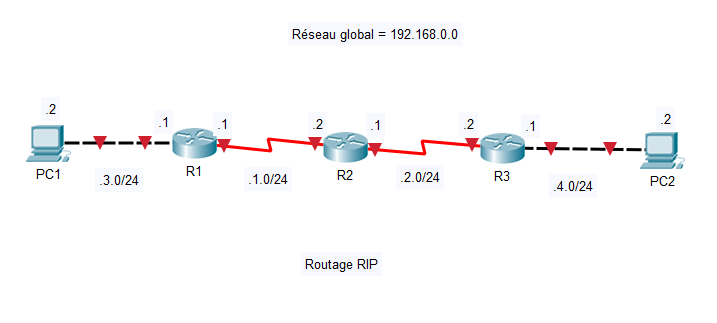 Réseau global = 192.168.0.0
.2
.1
.1
.2
.1
.2
.1
.2
PC1
R1
R2
R3
PC2
.3.0/24
.1.0/24
.2.0/24
.4.0/24
Routage RIP